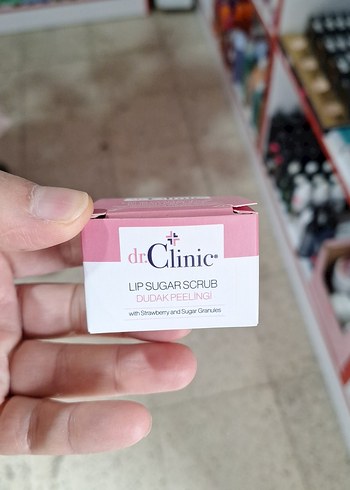 dr.Clinic®
LIP SUGAR SCRUB
DUDAK PEELİNGİ
with Strawberry and Sugar Granules